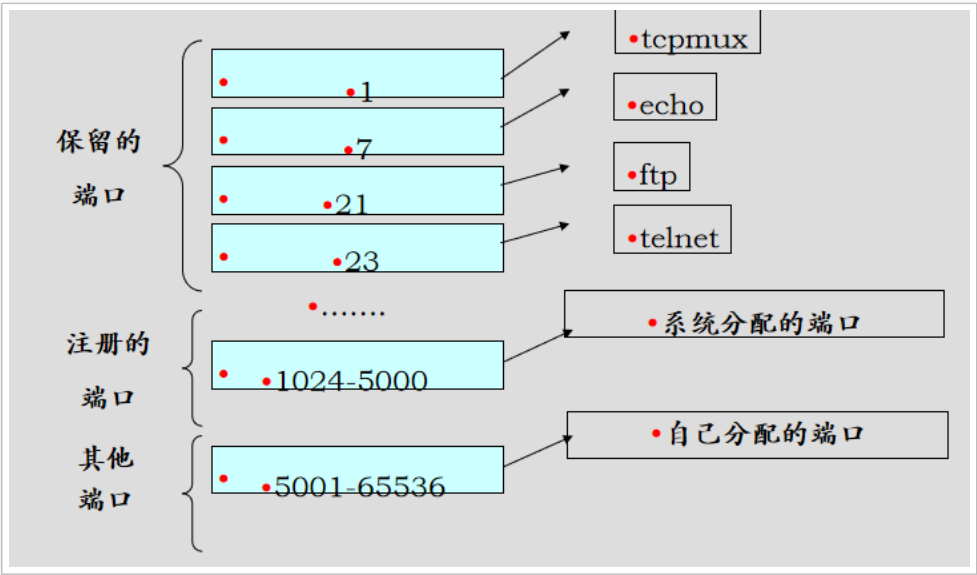 •tcpmux
• •1
•echo
保留的
• •7
端口
•ftp
• •21
•telnet
• •23
•.......
•系统分配的端口
注册的
• •1024-5000
端口
•自己分配的端口
其他
• •5001-65536
端口